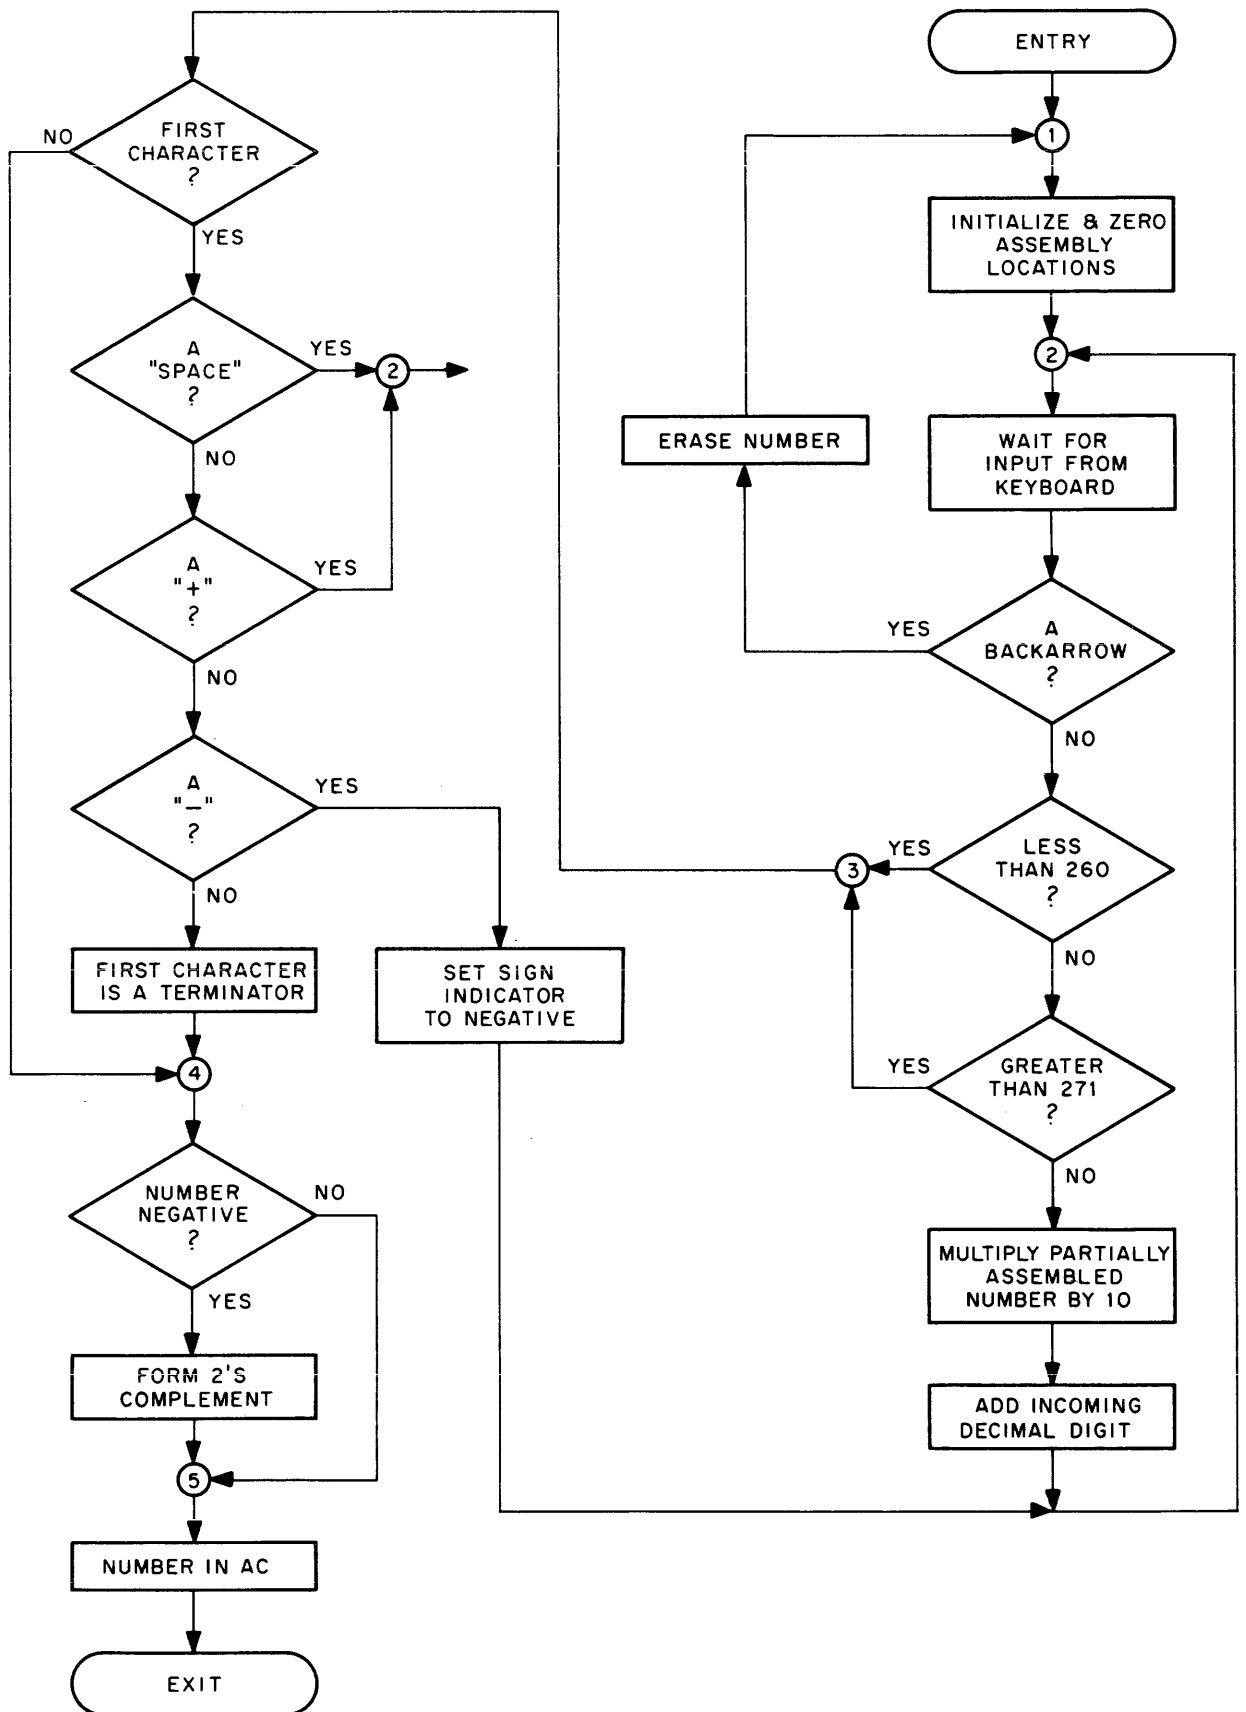 ENTRY
1
INITIALIZE & ZERO
ASSEMBLY
LOCATIONS
2
WAIT FOR
INPUT FROM
KEYBOARD
A
BACKARROW
?
YES
NO
ERASE NUMBER
LESS
THAN 260
?
YES
NO
3
GREATER
THAN 271
?
YES
NO
MULTIPLY PARTIALLY
ASSEMBLED
NUMBER BY 10
ADD INCOMING
DECIMAL DIGIT
FIRST
CHARACTER
?
NO
YES
A
"SPACE"
?
YES
2
NO
A
"+"
?
YES
NO
A
"—"
?
YES
NO
SET SIGN
INDICATOR
TO NEGATIVE
FIRST CHARACTER
IS A TERMINATOR
4
NUMBER
NEGATIVE
?
NO
YES
FORM 2'S
COMPLEMENT
5
NUMBER IN AC
EXIT